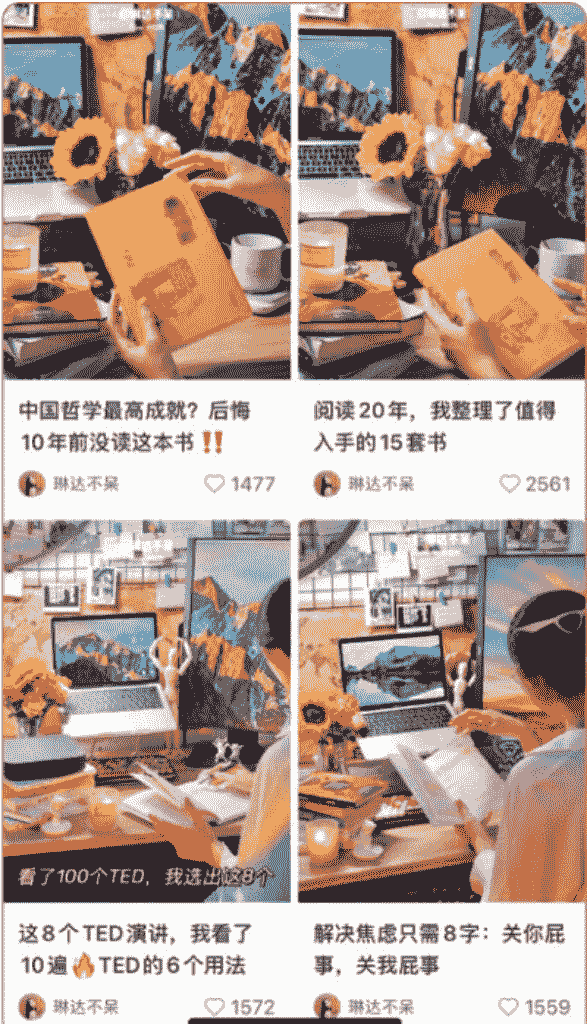 中国哲学最高成就？后悔
10年前没读这本书‼️
琳达不呆
1477
阅读20年，我整理了值得
入手的15套书
琳达不呆
2561
看了100个TED，我选出这8个
这8个TED演讲，我看了
10遍🔥TED的6个用法
琳达不呆
1572
解决焦虑只需8字：关你屁
事，关我屁事
琳达不呆
1559